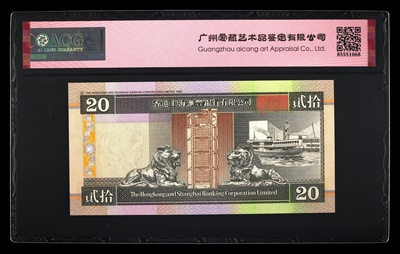 ACG
AI CANG GUARANTY
广州爱藏艺术品鉴定有限公司
Guangzhou aicang art Appraisal Co., Ltd.
85551068
20
香港上海滙豐銀行有限公司
貳拾
貳拾
The Hongkong and Shanghai Banking Corporation Limited
20